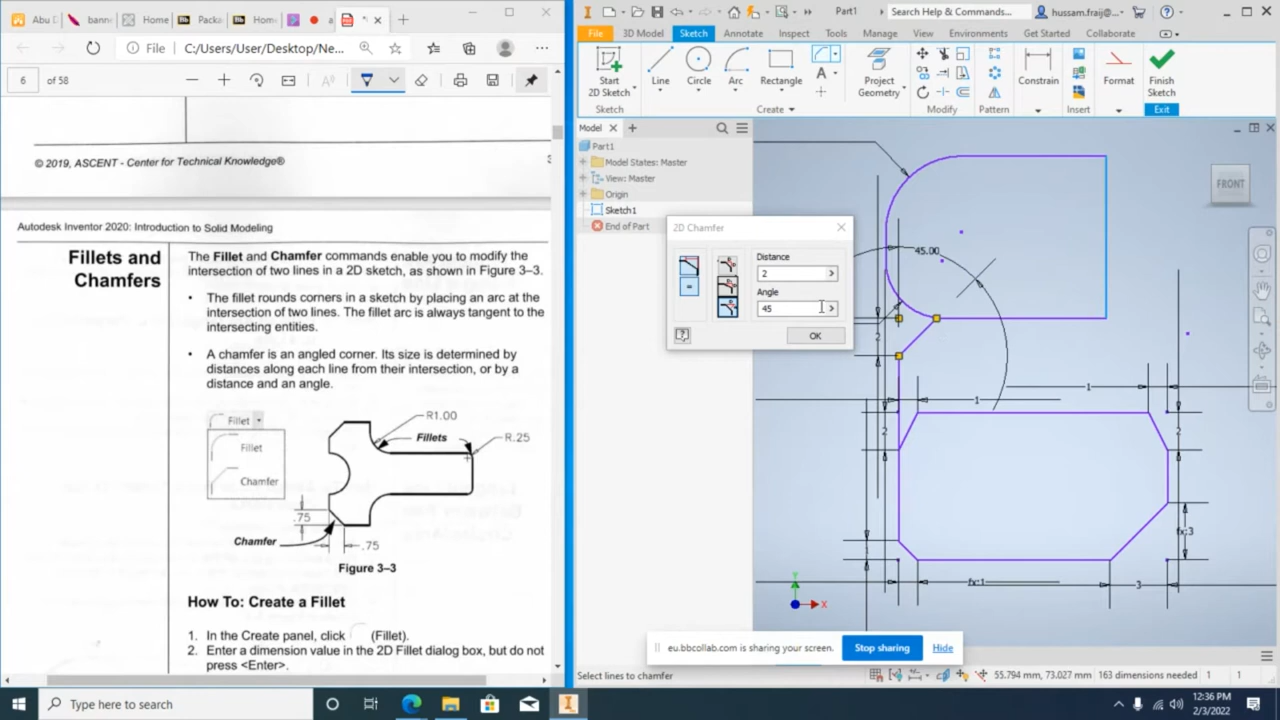 Abu D
banne
Home
Packa
Home
a
File
C:/Users/User/Desktop/Ne...
6 of 58
© 2019, ASCENT - Center for Technical Knowledge®
3
Autodesk Inventor 2020: Introduction to Solid Modeling
Fillets and
Chamfers
The Fillet and Chamfer commands enable you to modify the
intersection of two lines in a 2D sketch, as shown in Figure 3–3.
• The fillet rounds corners in a sketch by placing an arc at the
intersection of two lines. The fillet arc is always tangent to the
intersecting entities.
• A chamfer is an angled corner. Its size is determined by
distances along each line from their intersection, or by a
distance and an angle.
Fillet
Fillet
Chamfer
R1.00
Fillets
R.25
.75
Chamfer
.75
Figure 3–3
How To: Create a Fillet
1. In the Create panel, click (Fillet).
2. Enter a dimension value in the 2D Fillet dialog box, but do not
press <Enter>.
Part1
Search Help & Commands...
hussam.fraij@...
File 3D Model Sketch Annotate Inspect Tools Manage View Environments Get Started Collaborate
Start
2D Sketch
Line
Circle
Arc
Rectangle
A
Project
Geometry
Constrain
Format
Finish
Sketch
Sketch
Create
Modify
Pattern
Insert
Exit
Model
Part1
Model States: Master
View: Master
Origin
Sketch1
End of Part
2D Chamfer
Distance
2
Angle
45
=
OK
FRONT
45.00
2
1
1
2
2
fx:3
fx:1
3
Y
X
eu.bbcollab.com is sharing your screen.
Stop sharing
Hide
Select lines to chamfer
55.794 mm, 73.027 mm
163 dimensions needed
1
1
Type here to search
12:36 PM
2/3/2022